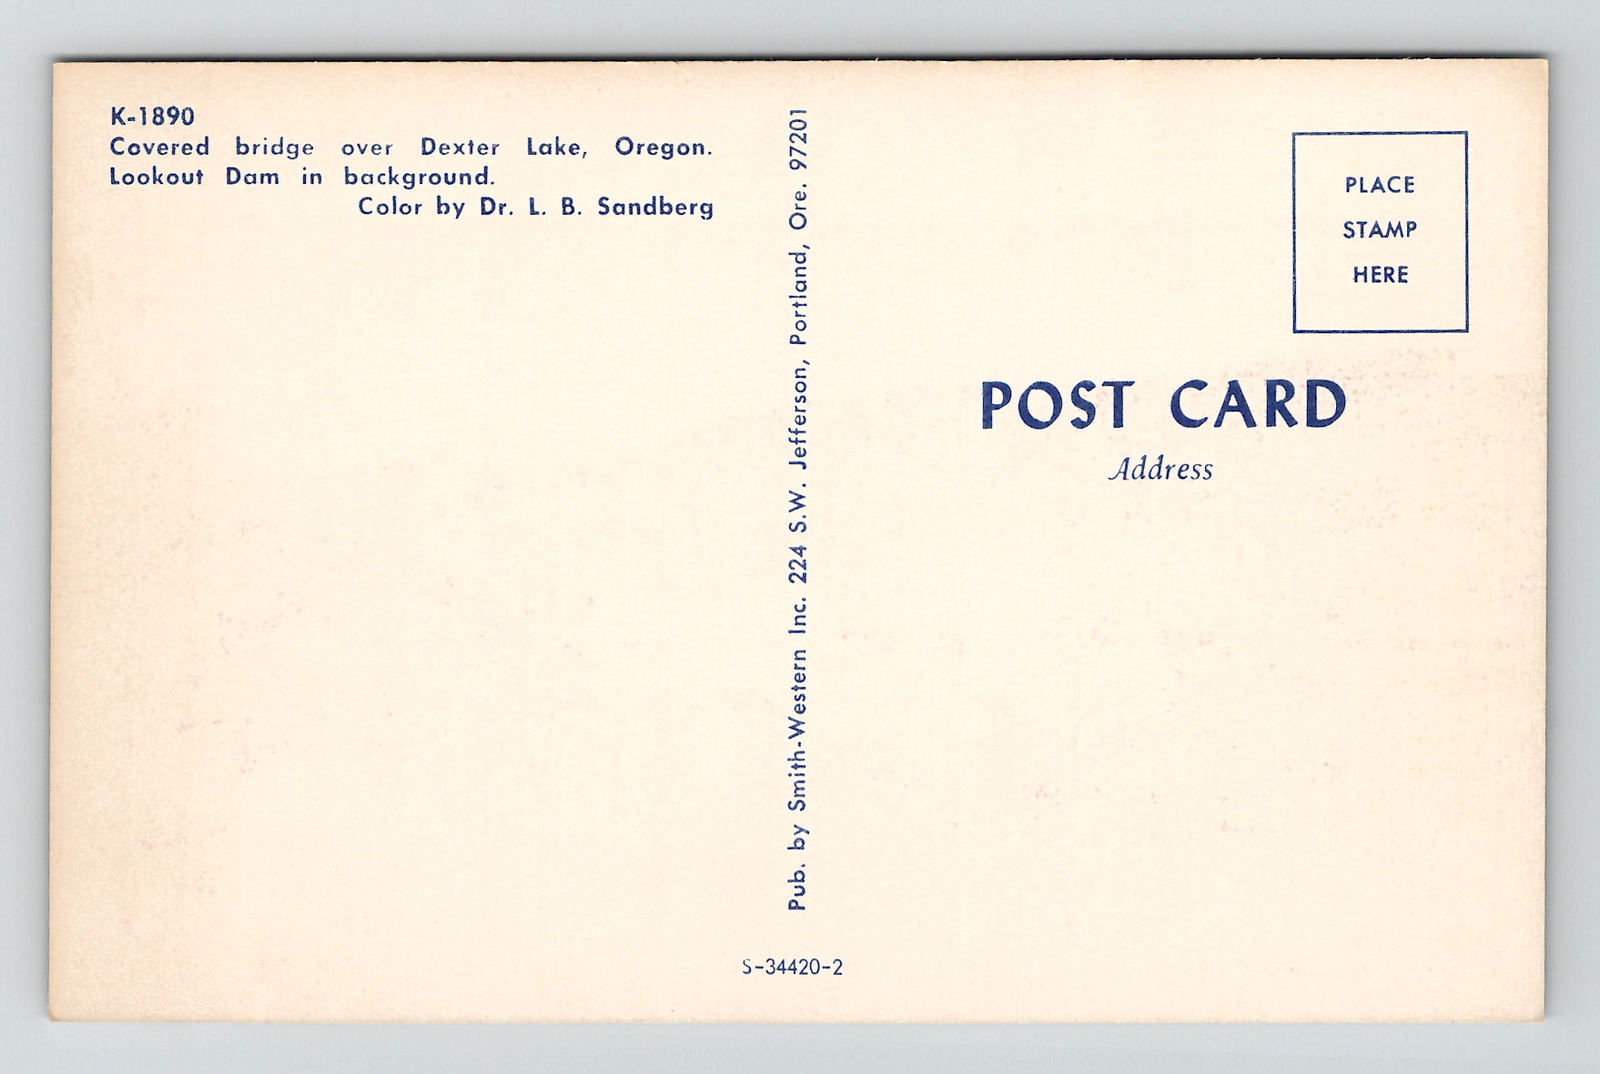 K-1890
Covered bridge over Dexter Lake, Oregon.
Lookout Dam in background.
Color by Dr. L. B. Sandberg
Pub. by Smith-Western Inc. 224 S.W. Jefferson, Portland, Ore. 97201
PLACE
STAMP
HERE
POST CARD
Address
S-34420-2